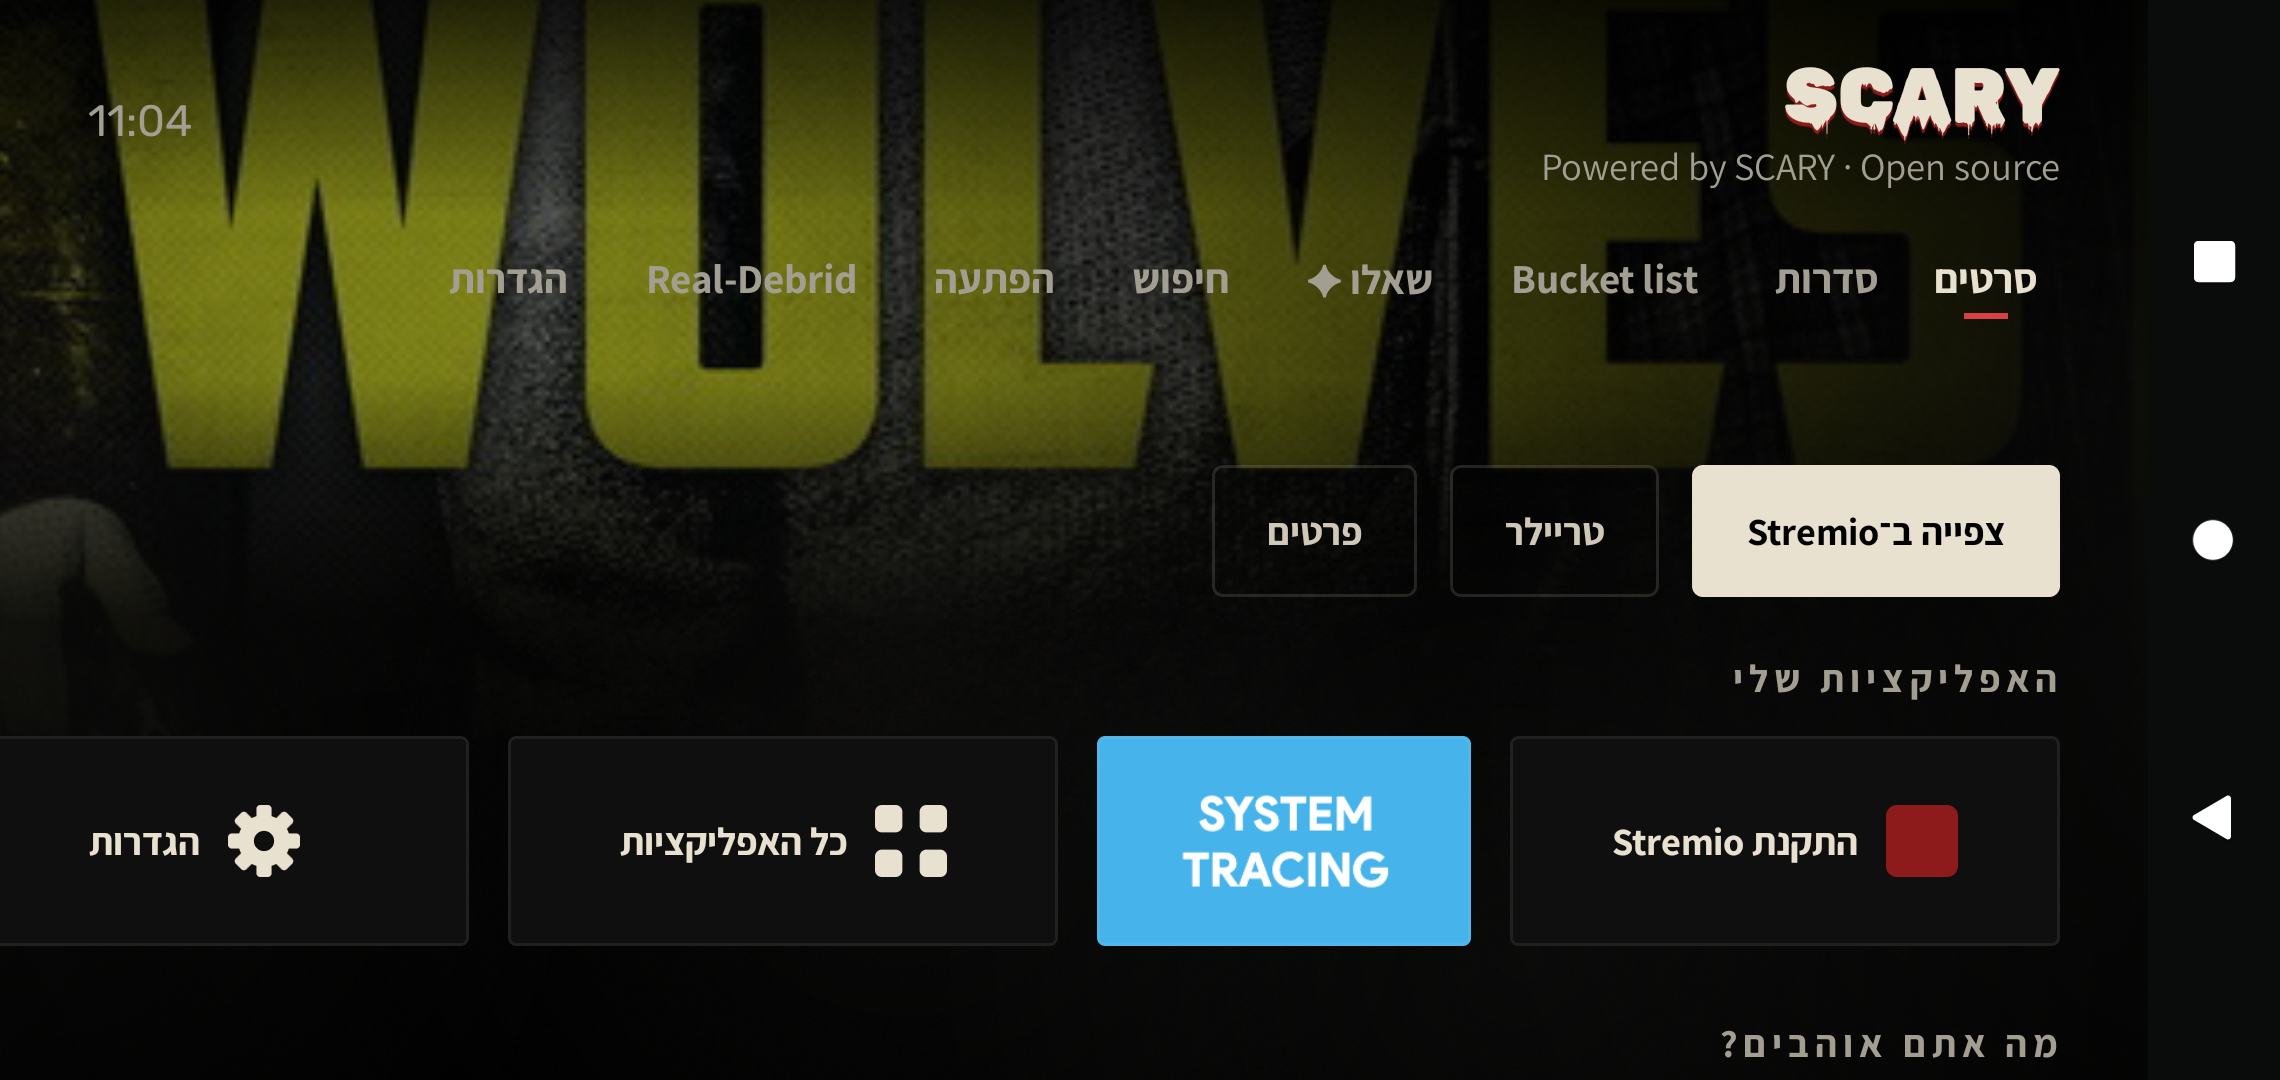 WOLVES
11:04
SCARY
Powered by SCARY · Open source
סרטים
סדרות
Bucket list
שאלו ✦
חיפוש
הפתעה
Real-Debrid
הגדרות
צפייה ב־Stremio
טריילר
פרטים
האפליקציות שלי
התקנת Stremio
SYSTEM
TRACING
כל האפליקציות
הגדרות
מה אתם אוהבים?